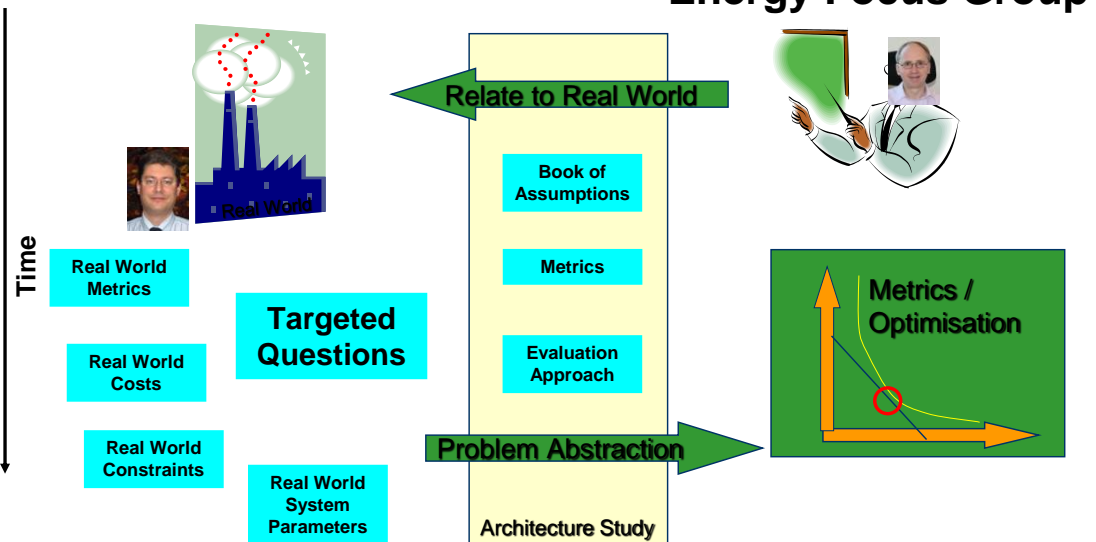 Energy Focus Group
Relate to Real World
Book of
Assumptions
Real World
Time
Real World
Metrics
Metrics
Targeted
Questions
Metrics /
Optimisation
Real World
Costs
Evaluation
Approach
Real World
Constraints
Problem Abstraction
Real World
System
Parameters
Architecture Study